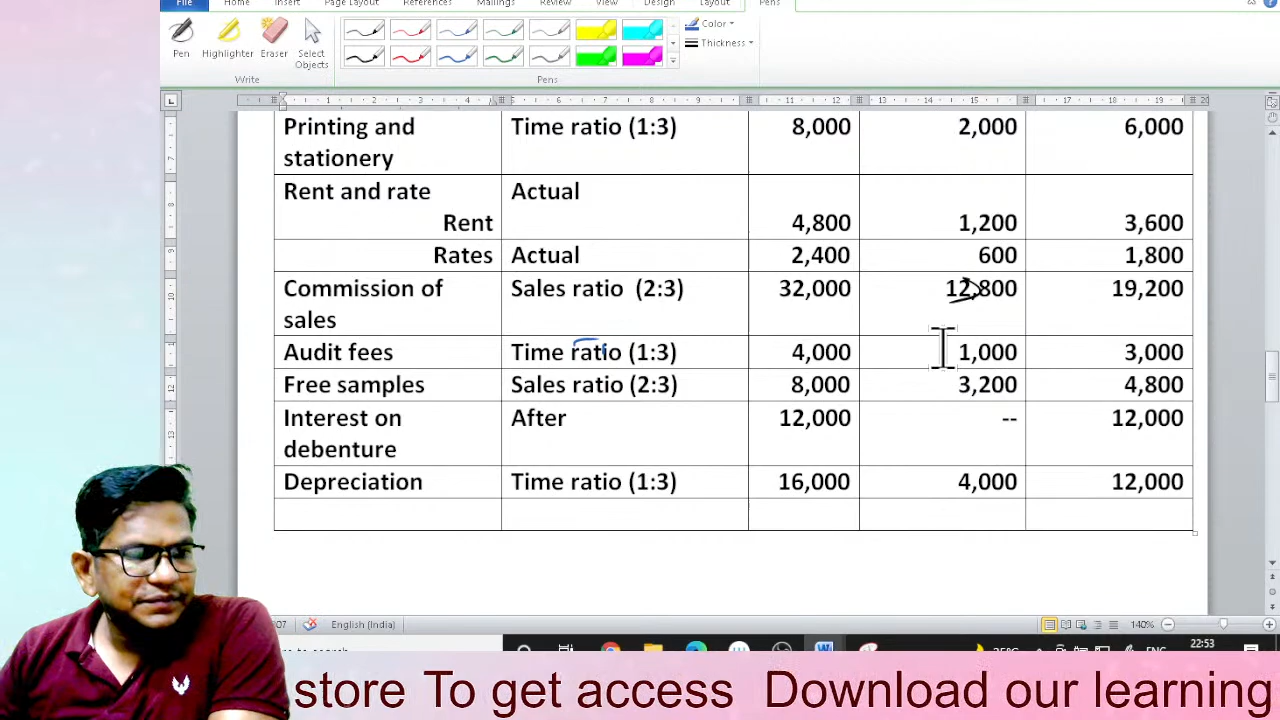 File Home Insert Page Layout References Mailings Review View Design Layout Pens
Pen Highlighter Eraser Select Objects
Color
Thickness
Write Pens
Printing and stationery Time ratio (1:3) 8,000 2,000 6,000
Rent and rate Actual
Rent 4,800 1,200 3,600
Rates Actual 2,400 600 1,800
Commission of sales Sales ratio (2:3) 32,000 12,800 19,200
Audit fees Time ratio (1:3) 4,000 1,000 3,000
Free samples Sales ratio (2:3) 8,000 3,200 4,800
Interest on debenture After 12,000 -- 12,000
Depreciation Time ratio (1:3) 16,000 4,000 12,000
English (India) 140%
22:53
store To get access Download our learning